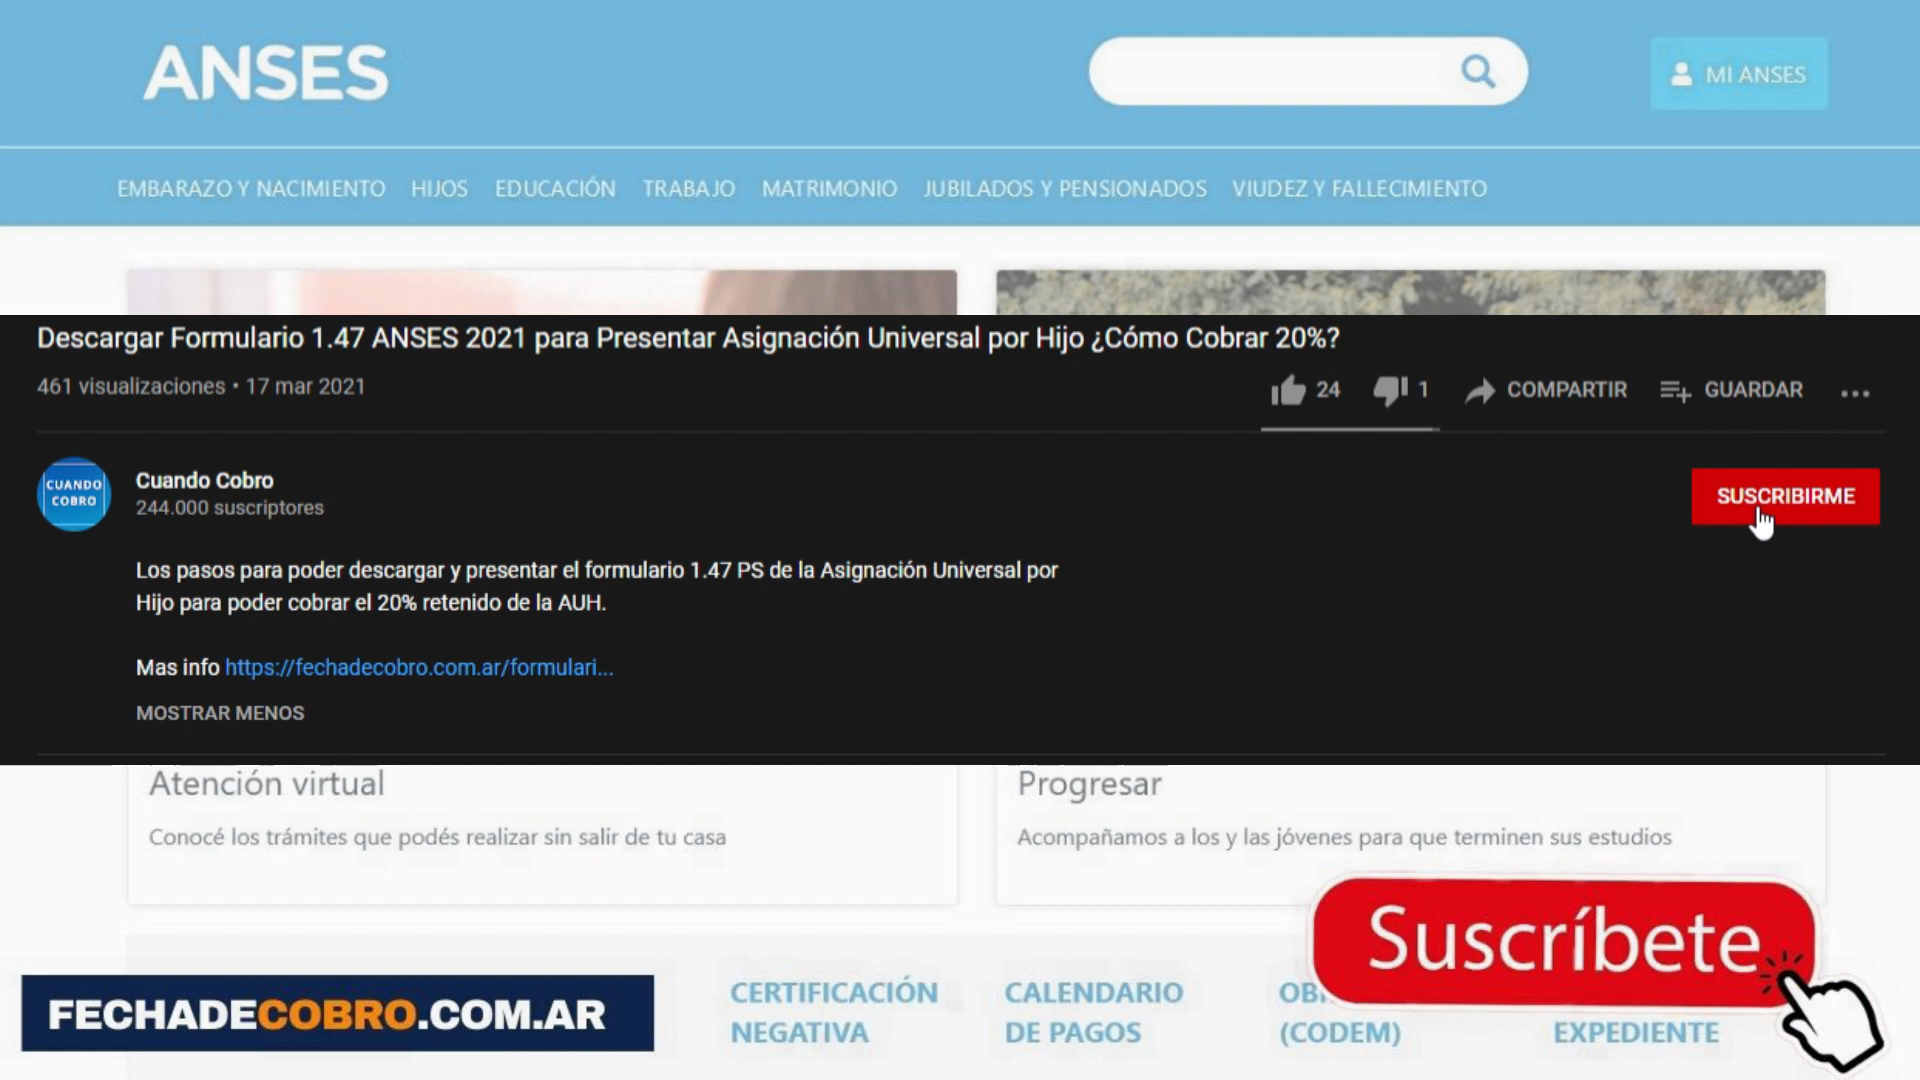 ANSES
MI ANSES
EMBARAZO Y NACIMIENTO HIJOS EDUCACIÓN TRABAJO MATRIMONIO JUBILADOS Y PENSIONADOS VIUDEZ Y FALLECIMIENTO
Descargar Formulario 1.47 ANSES 2021 para Presentar Asignación Universal por Hijo ¿Cómo Cobrar 20%?
461 visualizaciones • 17 mar 2021
24 1 COMPARTIR GUARDAR ...
CUANDO
COBRO
Cuando Cobro
244.000 suscriptores
SUSCRIBIRME
Los pasos para poder descargar y presentar el formulario 1.47 PS de la Asignación Universal por
Hijo para poder cobrar el 20% retenido de la AUH.
Mas info https://fechadecobro.com.ar/formulari...
MOSTRAR MENOS
Atención virtual
Conocé los trámites que podés realizar sin salir de tu casa
Progresar
Acompañamos a los y las jóvenes para que terminen sus estudios
Suscríbete
FECHADECOBRO.COM.AR
CERTIFICACIÓN
NEGATIVA
CALENDARIO
DE PAGOS
(CODEM)
EXPEDIENTE